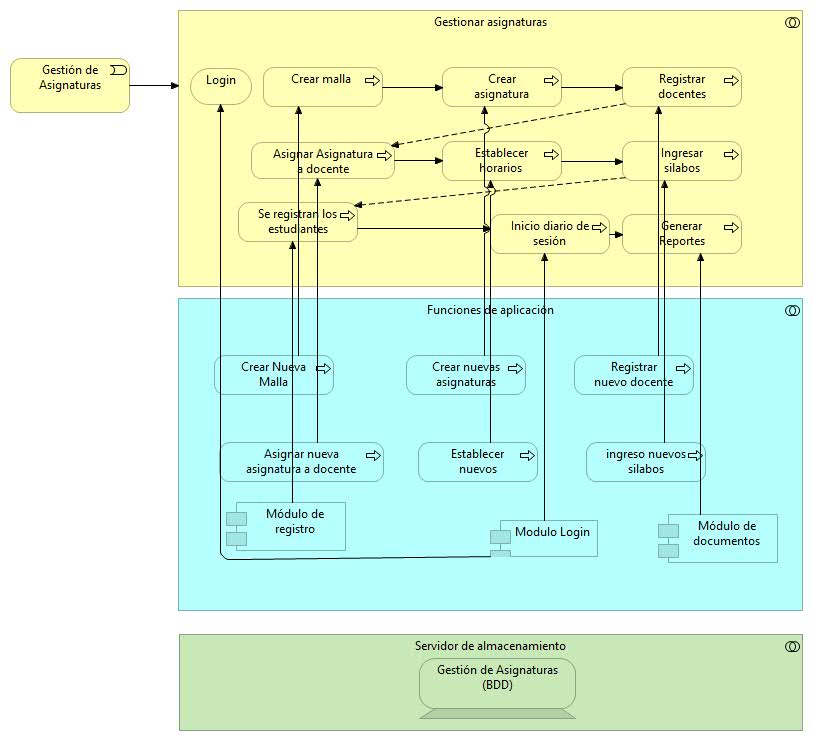 Gestionar asignaturas
Gestión de
Asignaturas
Login
Crear malla
Crear
asignatura
Registrar
docentes
Asignar Asignatura
a docente
Establecer
horarios
Ingresar
silabos
Se registran los
estudiantes
Inicio diario de
sesión
Generar
Reportes
Funciones de aplicación
Crear Nueva
Malla
Crear nuevas
asignaturas
Registrar
nuevo docente
Asignar nueva
asignatura a docente
Establecer
nuevos
ingreso nuevos
silabos
Módulo de
registro
Modulo Login
Módulo de
documentos
Servidor de almacenamiento
Gestión de Asignaturas
(BDD)